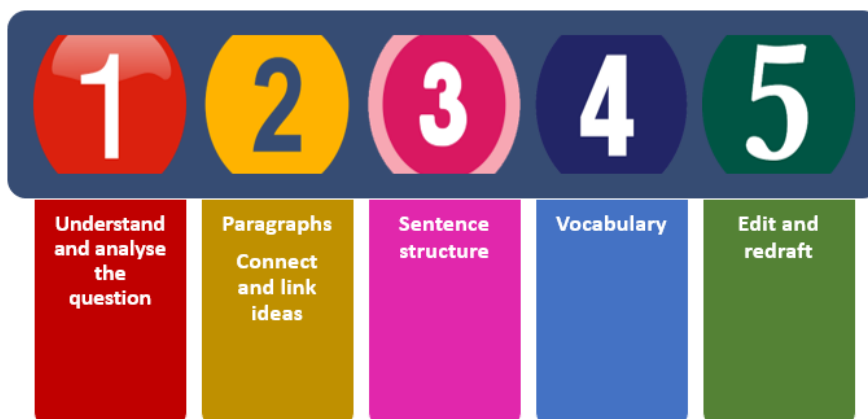 1
2
3
4
5
Understand
and analyse
the
question
Paragraphs
Connect
and link
ideas
Sentence
structure
Vocabulary
Edit and
redraft